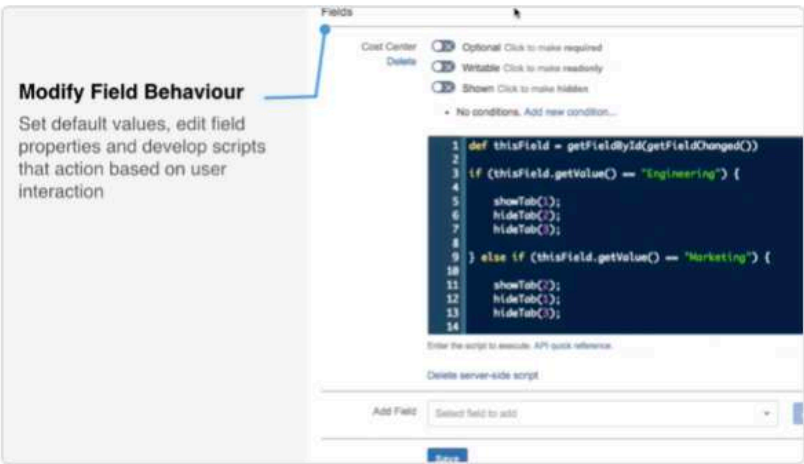 Fields
Modify Field Behaviour
Set default values, edit field
properties and develop scripts
that action based on user
interaction
Cost Center
Delete
Optional Click to make required
Writable Click to make readonly
Shown Click to make hidden
• No conditions. Add new condition...
1 def thisField = getFieldById(getFieldChanged())
2
3 if (thisField.getValue() == "Engineering") {
4
5 showTab(1);
6 hideTab(2);
7 hideTab(3);
8
9 } else if (thisField.getValue() == "Marketing") {
10
11 showTab(2);
12 hideTab(1);
13 hideTab(3);
14
Enter the script to execute. API quick reference.
Delete server-side script
Add Field
Select field to add
Save